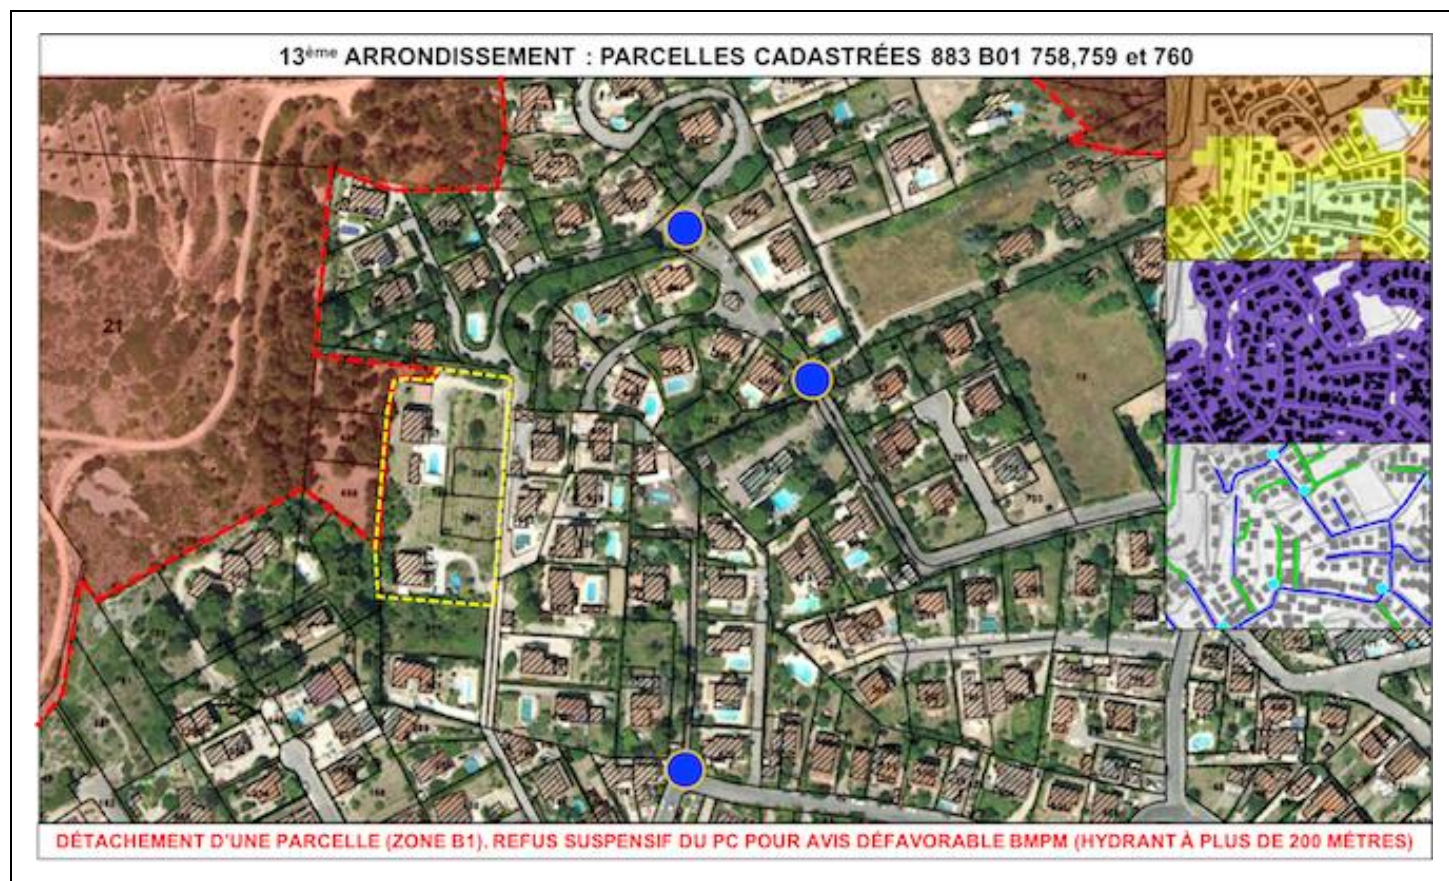 13ème ARRONDISSEMENT : PARCELLES CADASTRÉES 883 B01 758,759 et 760
21
DÉTACHEMENT D'UNE PARCELLE (ZONE B1). REFUS SUSPENSIF DU PC POUR AVIS DÉFAVORABLE BMPM (HYDRANT À PLUS DE 200 MÉTRES)